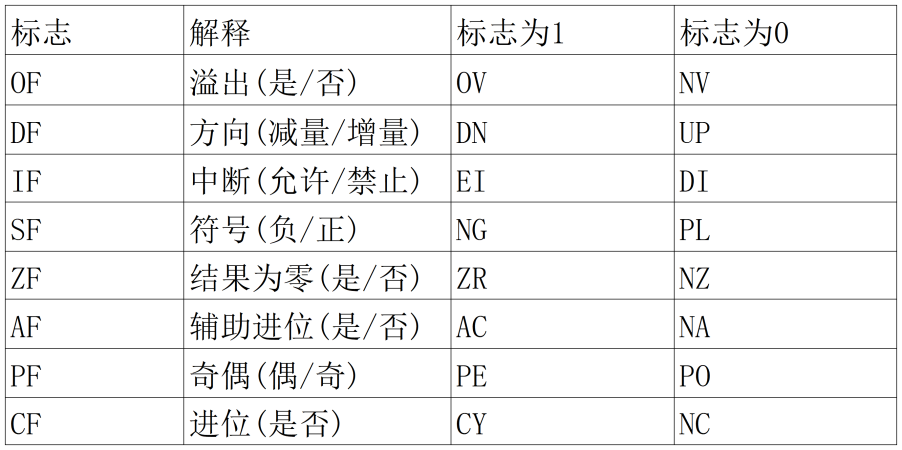 标志 解释 标志为1 标志为0
OF 溢出(是/否) OV NV
DF 方向(减量/增量) DN UP
IF 中断(允许/禁止) EI DI
SF 符号(负/正) NG PL
ZF 结果为零(是/否) ZR NZ
AF 辅助进位(是/否) AC NA
PF 奇偶(偶/奇) PE PO
CF 进位(是否) CY NC